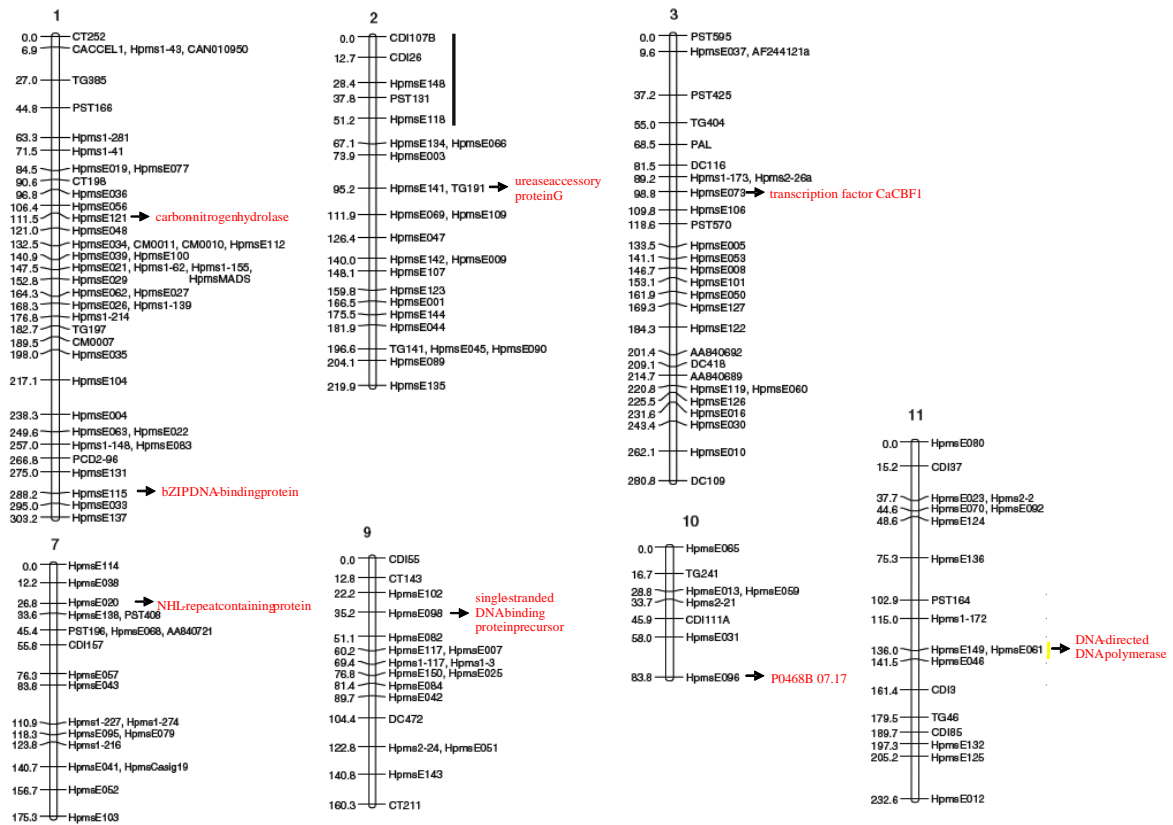 1
0.0 CT252
6.9 CACCEL1, Hpms1-43, CAN010950
27.0 TG385
44.8 PST166
63.3 Hpms1-281
71.5 Hpms1-41
84.5 HpmsE019, HpmsE077
90.6 CT198
96.8 HpmsE036
106.4 HpmsE056
111.5 HpmsE121 carbon-nitrogenhydrolase
121.0 HpmsE048
132.5 HpmsE034, CM0011, CM0010, HpmsE112
140.9 HpmsE039, HpmsE100
147.5 HpmsE021, Hpms1-62, Hpms1-155,
HpmsMADS
152.8 HpmsE029
164.3 HpmsE062, HpmsE027
168.3 HpmsE026, Hpms1-139
176.8 Hpms1-214
182.7 TG197
189.5 CM0007
198.0 HpmsE035
217.1 HpmsE104
238.3 HpmsE004
249.6 HpmsE063, HpmsE022
257.0 Hpms1-148, HpmsE083
266.8 PCD2-96
275.0 HpmsE131
288.2 HpmsE115 bZIPDNA-bindingprotein
295.0 HpmsE033
303.2 HpmsE137
2
0.0 CDI107B
12.7 CDI26
28.4 HpmsE148
37.8 PST131
51.2 HpmsE118
67.1 HpmsE134, HpmsE066
73.9 HpmsE003
95.2 HpmsE141, TG191 ureaseaccessory
proteinG
111.9 HpmsE069, HpmsE109
126.4 HpmsE047
140.0 HpmsE142, HpmsE009
148.1 HpmsE107
159.8 HpmsE123
166.5 HpmsE001
175.5 HpmsE144
181.9 HpmsE044
196.6 TG141, HpmsE045, HpmsE090
204.1 HpmsE089
219.9 HpmsE135
3
0.0 PST595
9.6 HpmsE037, AF244121a
37.2 PST425
55.0 TG404
68.5 PAL
81.5 DC116
89.2 Hpms1-173, Hpms2-26a
98.8 HpmsE073 transcription factor CaCBF1
109.8 HpmsE106
118.6 PST570
133.5 HpmsE005
141.1 HpmsE053
146.7 HpmsE008
153.1 HpmsE101
161.9 HpmsE050
169.3 HpmsE127
184.3 HpmsE122
201.4 AA840692
209.1 DC418
214.7 AA840689
220.8 HpmsE119, HpmsE060
225.5 HpmsE126
231.6 HpmsE016
243.4 HpmsE030
262.1 HpmsE010
280.8 DC109
7
0.0 HpmsE114
12.2 HpmsE038
26.8 HpmsE020 NHL-repeatcontainingprotein
33.6 HpmsE138, PST408
45.4 PST196, HpmsE068, AA840721
55.8 CDI157
76.3 HpmsE057
83.8 HpmsE043
110.9 Hpms1-227, Hpms1-274
118.3 HpmsE095, HpmsE079
123.8 Hpms1-216
140.7 HpmsE041, HpmsCasig19
156.7 HpmsE052
175.3 HpmsE103
9
0.0 CDI55
12.8 CT143
22.2 HpmsE102
35.2 HpmsE098 single-stranded
DNAbinding
proteinprecursor
51.1 HpmsE082
60.2 HpmsE117, HpmsE007
69.4 Hpms1-117, Hpms1-3
76.8 HpmsE150, HpmsE025
81.4 HpmsE084
89.7 HpmsE042
104.4 DC472
122.8 Hpms2-24, HpmsE051
140.8 HpmsE143
160.3 CT211
10
0.0 HpmsE065
16.7 TG241
28.8 HpmsE013, HpmsE059
33.7 Hpms2-21
45.9 CDI111A
58.0 HpmsE031
83.8 HpmsE096 P0468B 07.17
11
0.0 HpmsE080
15.2 CDI37
37.7 HpmsE023, Hpms2-2
44.6 HpmsE070, HpmsE092
48.6 HpmsE124
75.3 HpmsE136
102.9 PST164
115.0 Hpms1-172
136.0 HpmsE149, HpmsE061 DNA-directed
DNApolymerase
141.5 HpmsE046
161.4 CDI3
179.5 TG46
189.7 CDI85
197.3 HpmsE132
205.2 HpmsE125
232.6 HpmsE012